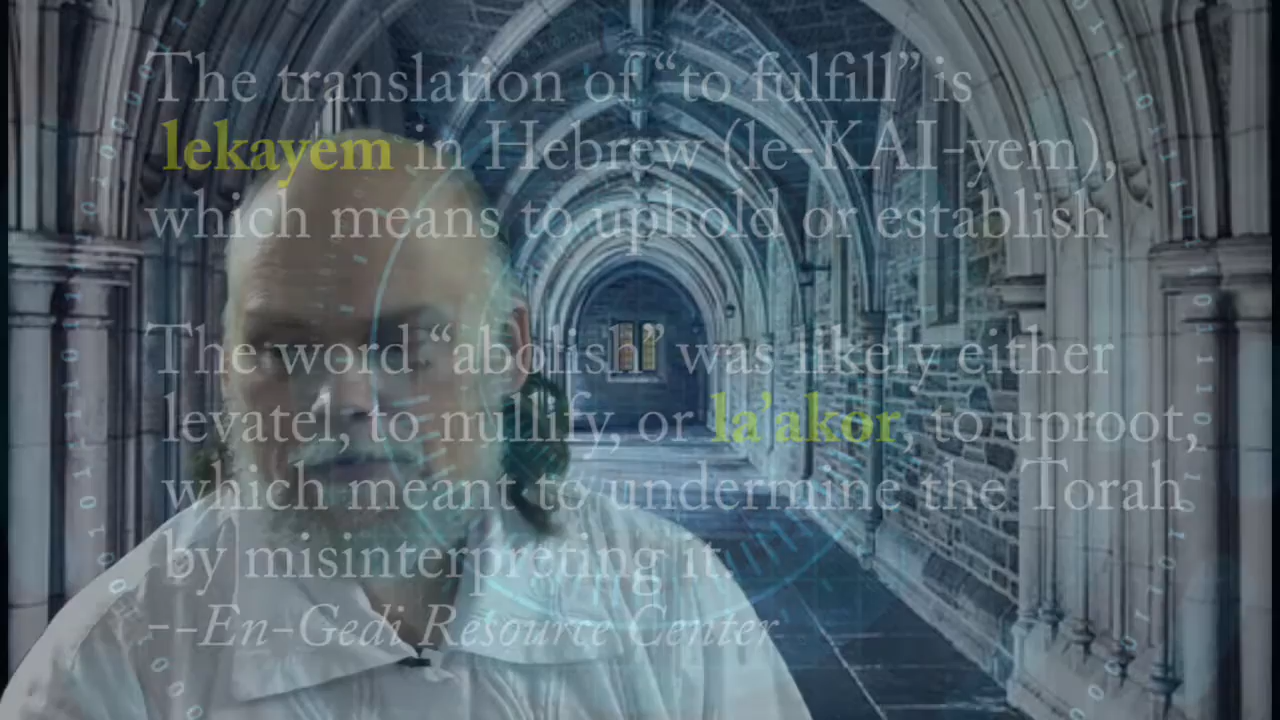 The translation of “to fulfill” is
lekayem in Hebrew (le-KAI-yem),
which means to uphold or establish
The word “abolish” was likely either
levatel, to nullify, or la’akor, to uproot,
which meant to undermine the Torah
by misinterpreting it.
--En-Gedi Resource Center